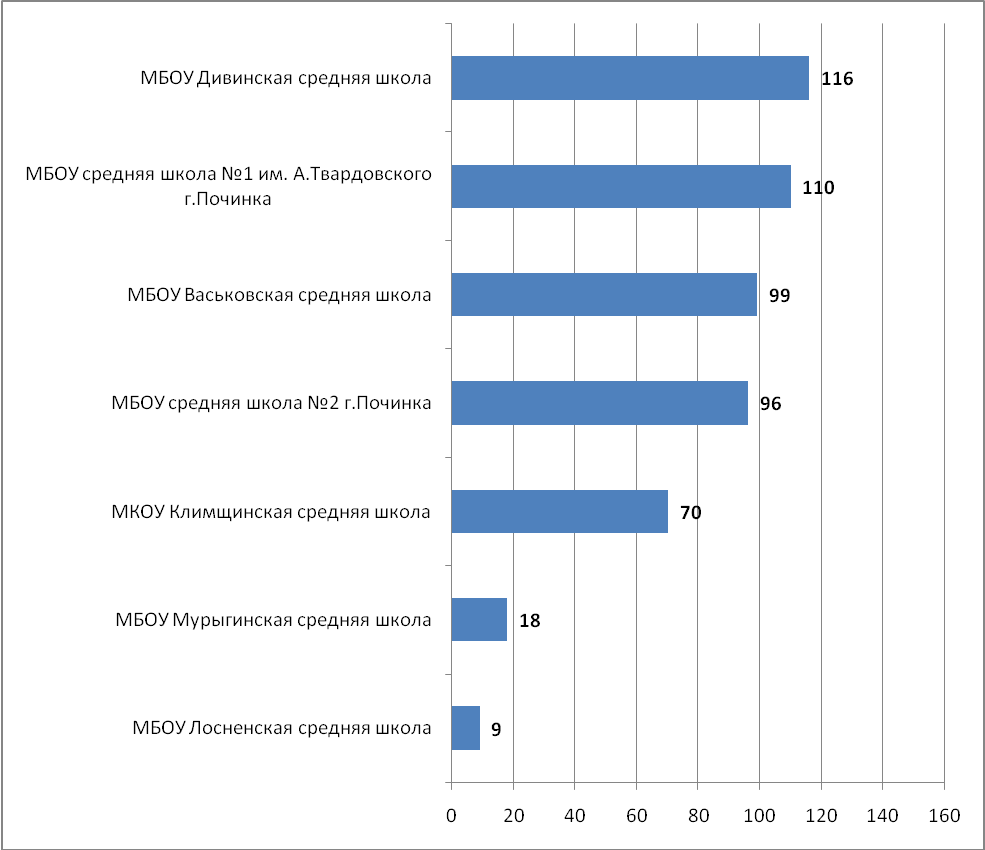 МБОУ Дивинская средняя школа
116
МБОУ средняя школа №1 им. А.Твардовского
г.Починка
110
МБОУ Васьковская средняя школа
99
МБОУ средняя школа №2 г.Починка
96
МКОУ Климщинская средняя школа
70
МБОУ Мурыгинская средняя школа
18
МБОУ Лосненская средняя школа
9
0 20 40 60 80 100 120 140 160